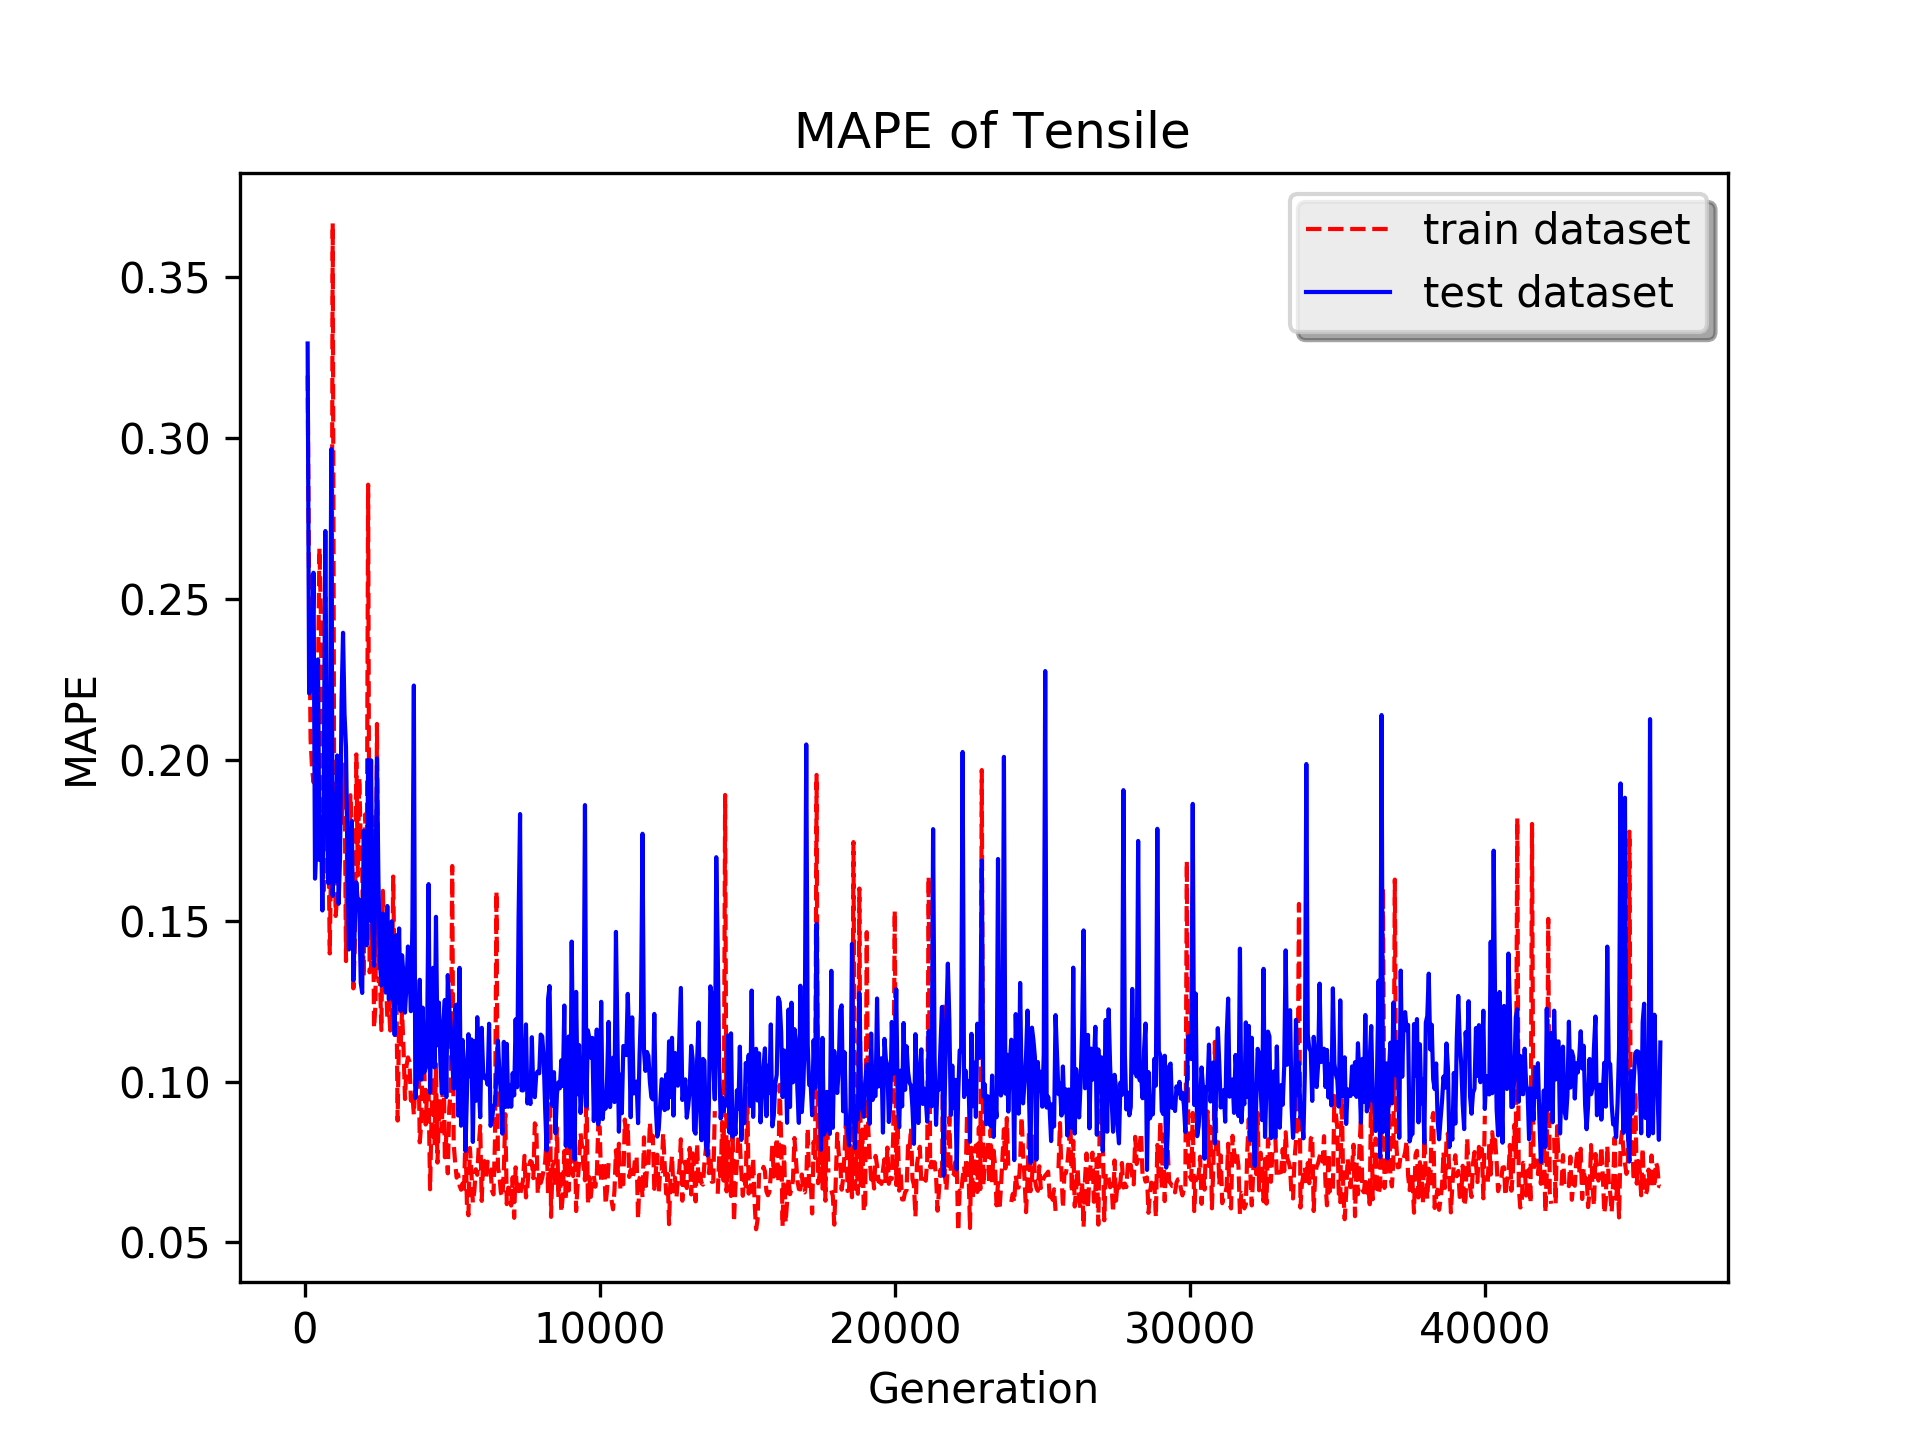 MAPE of Tensile
train dataset
test dataset
0.35
0.30
0.25
0.20
0.15
0.10
0.05
MAPE
0 10000 20000 30000 40000
Generation